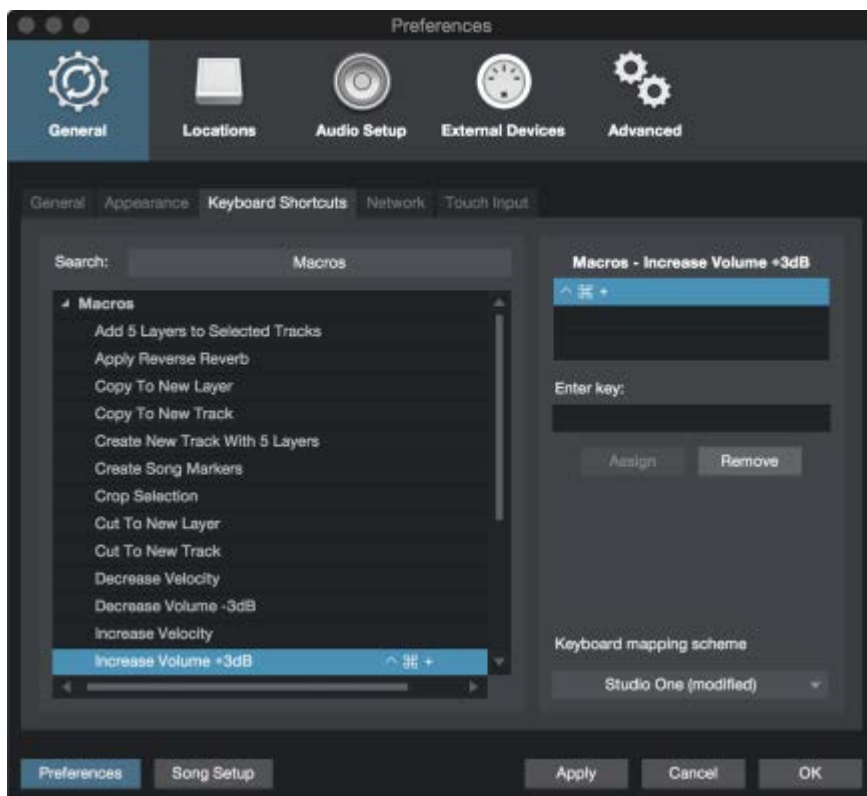 Preferences
General Locations Audio Setup External Devices Advanced
General Appearance Keyboard Shortcuts Network Touch Input
Search: Macros
Macros
Add 5 Layers to Selected Tracks
Apply Reverse Reverb
Copy To New Layer
Copy To New Track
Create New Track With 5 Layers
Create Song Markers
Crop Selection
Cut To New Layer
Cut To New Track
Decrease Velocity
Decrease Volume -3dB
Increase Velocity
Increase Volume +3dB ^ ⌘ +
Macros - Increase Volume +3dB
^ ⌘ +
Enter key:
Assign Remove
Keyboard mapping scheme
Studio One (modified)
Preferences Song Setup Apply Cancel OK